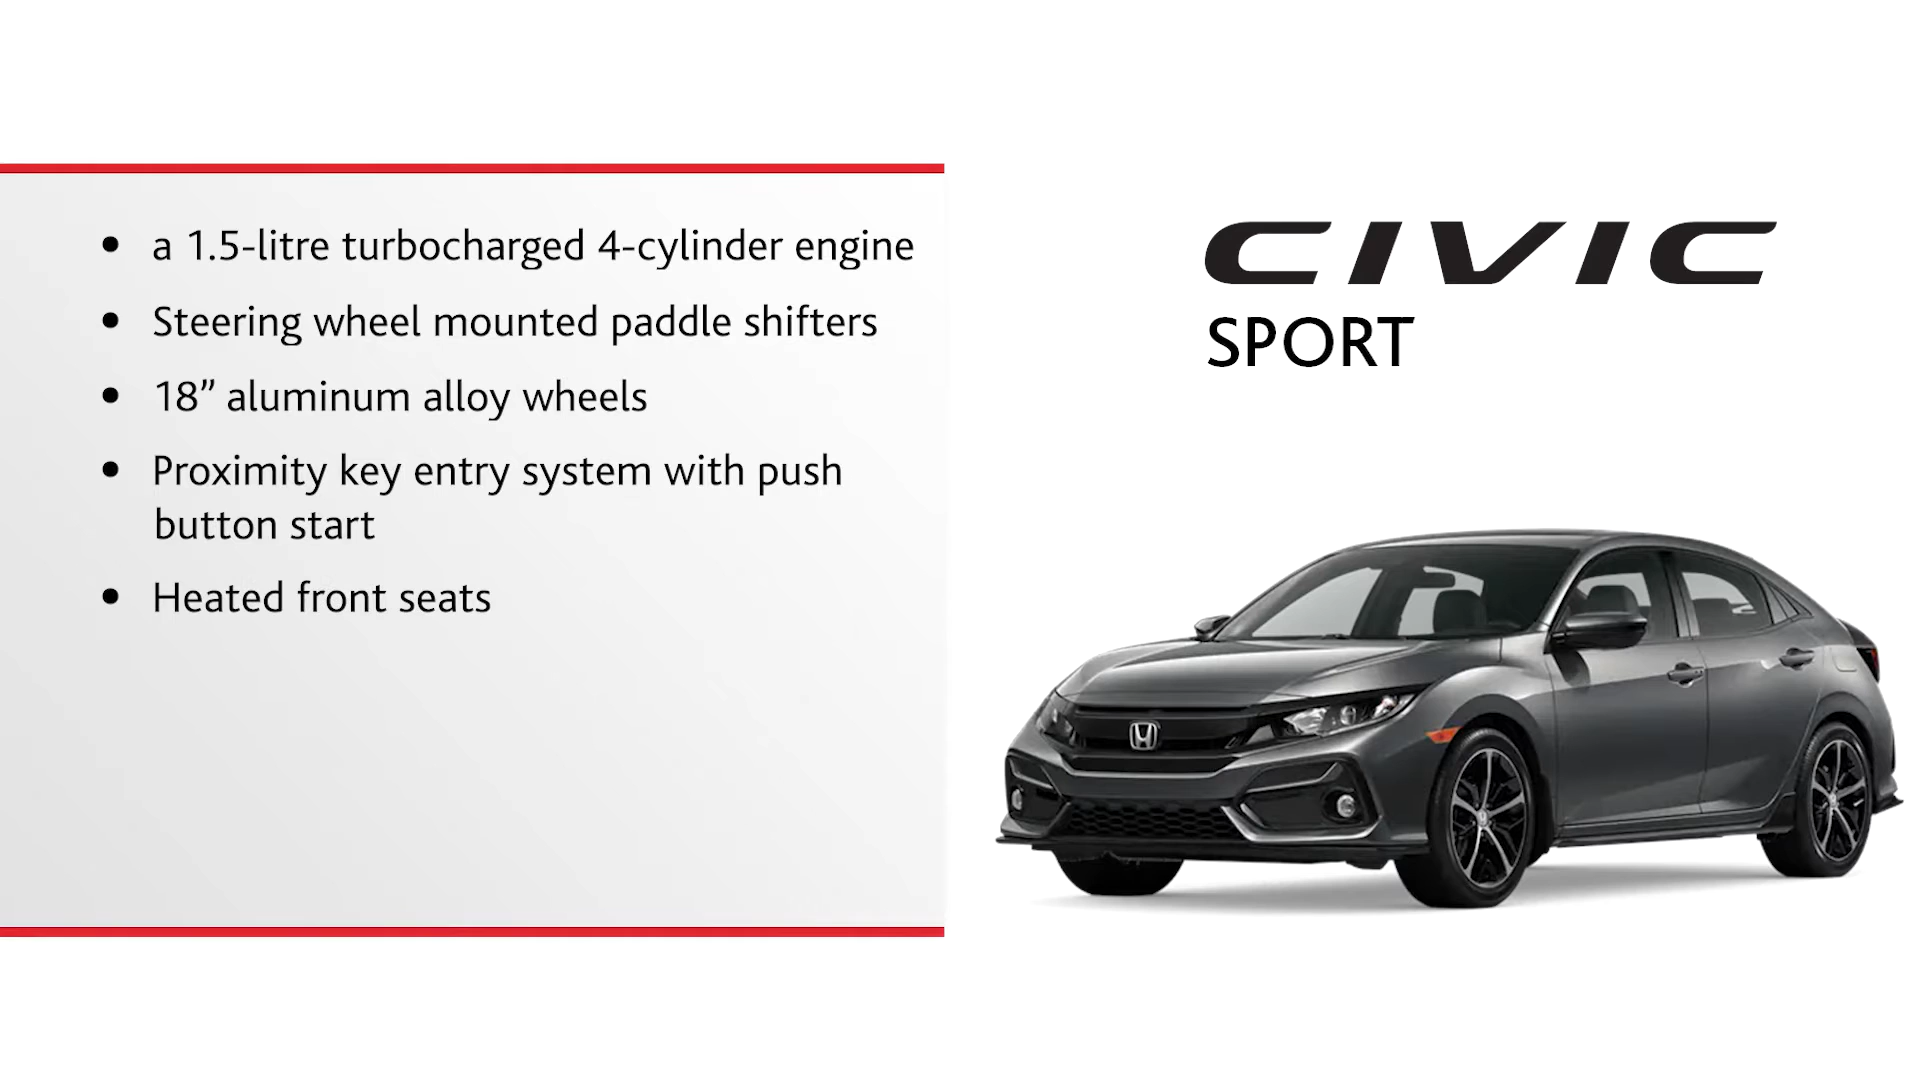 • a 1.5-litre turbocharged 4-cylinder engine
• Steering wheel mounted paddle shifters
• 18” aluminum alloy wheels
• Proximity key entry system with push
button start
• Heated front seats
CIVIC
SPORT